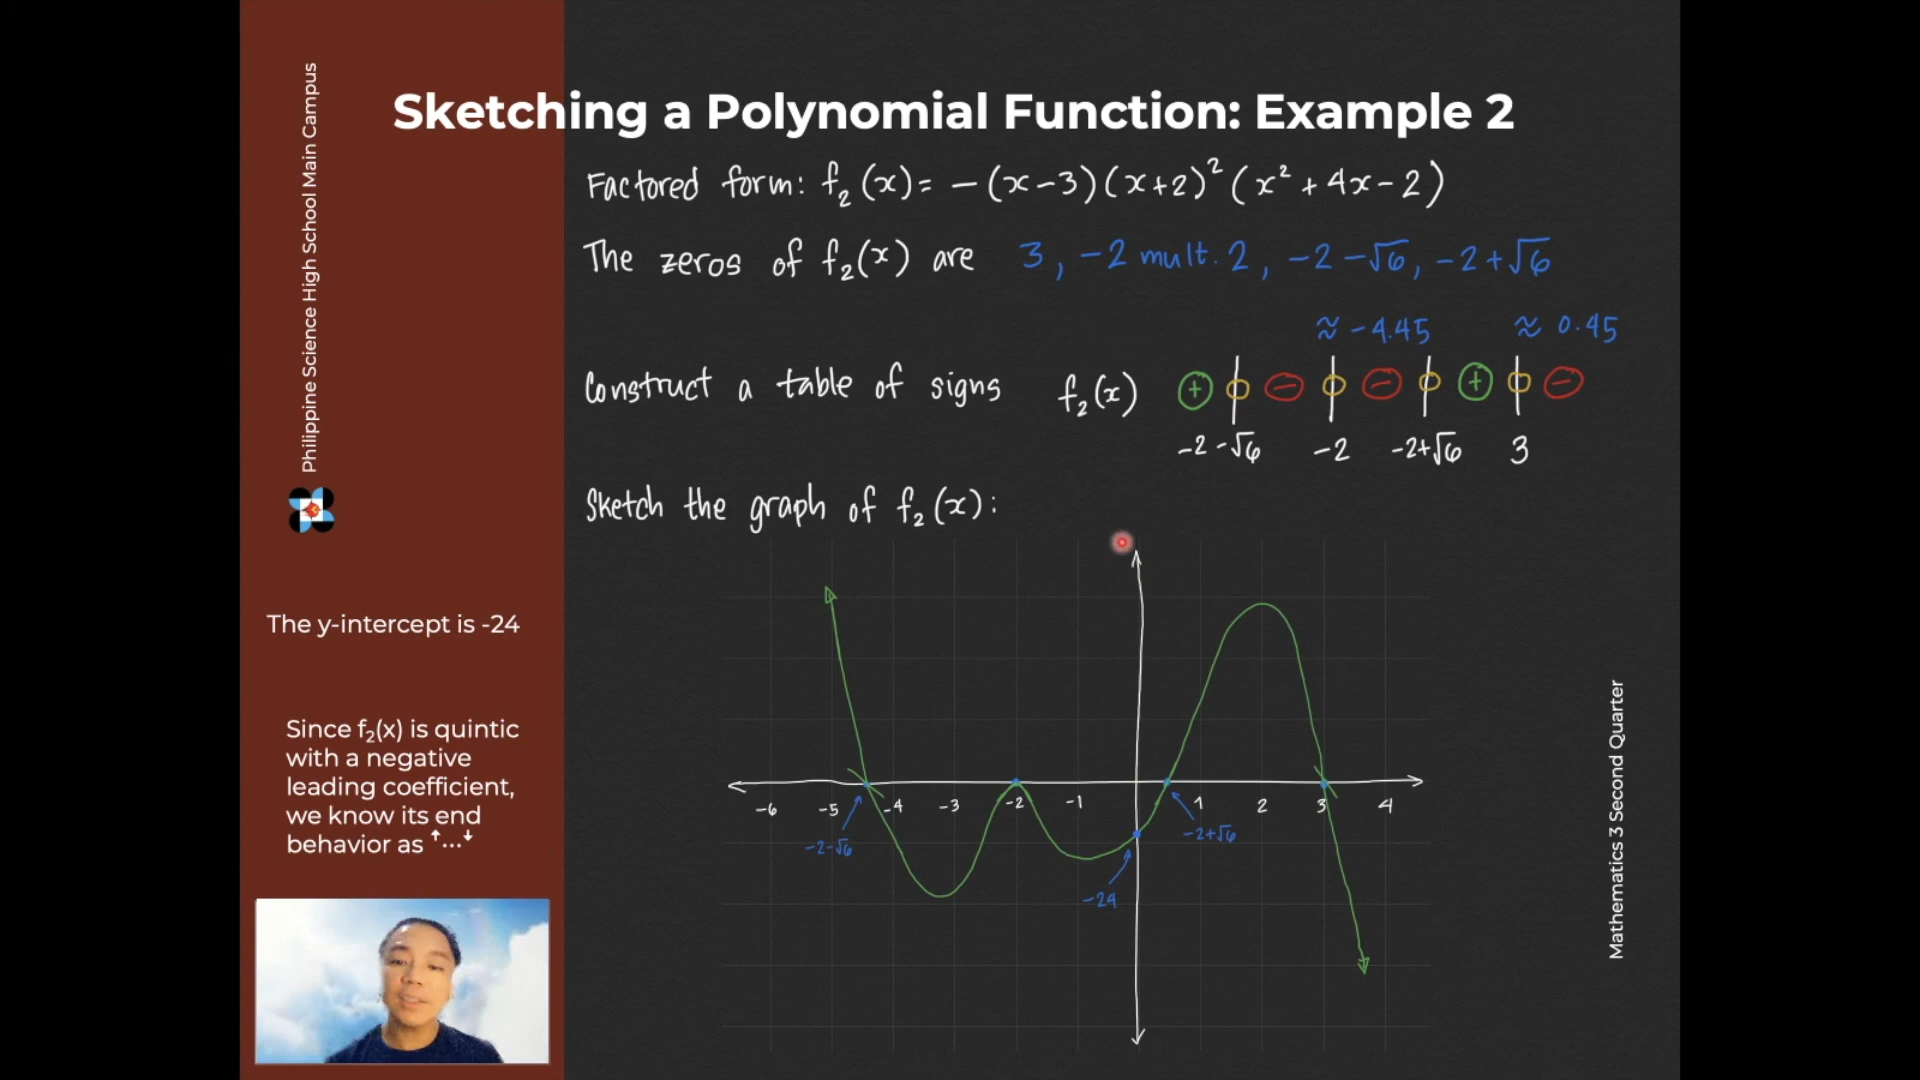 Philippine Science High School Main Campus
Sketching a Polynomial Function: Example 2
Factored form: f₂(x) = -(x-3)(x+2)²(x²+4x-2)
The zeros of f₂(x) are 3, -2 mult. 2, -2-√6, -2+√6
≈ -4.45 ≈ 0.45
Construct a table of signs f₂(x) + - - + -
-2-√6 -2 -2+√6 3
Sketch the graph of f₂(x):
The y-intercept is -24
Since f₂(x) is quintic
with a negative
leading coefficient,
we know its end
behavior as ↑...↓
-6 -5 -4 -3 -2 -1 1 2 3 4
-2-√6 -2+√6
-24
Mathematics 3 Second Quarter